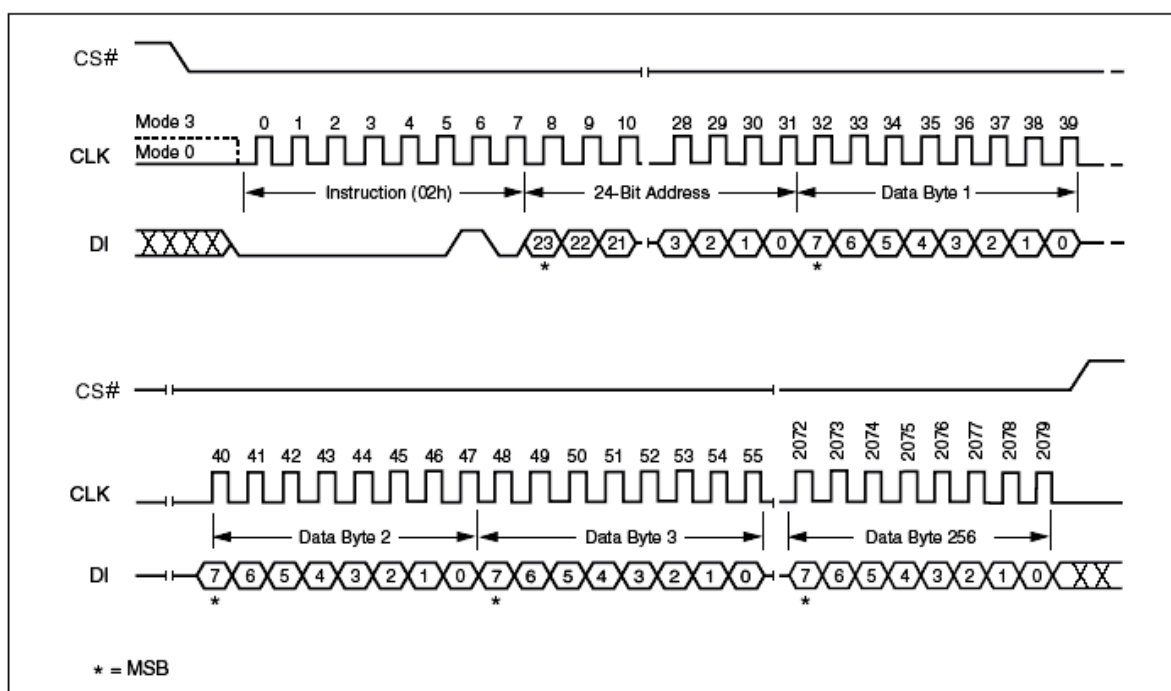 CS#
Mode 3
0 1 2 3 4 5 6 7 8 9 10 28 29 30 31 32 33 34 35 36 37 38 39
CLK
Mode 0
Instruction (02h) 24-Bit Address Data Byte 1
DI 23 22 21 3 2 1 0 7 6 5 4 3 2 1 0
* *
CS#
40 41 42 43 44 45 46 47 48 49 50 51 52 53 54 55 2072 2073 2074 2075 2076 2077 2078 2079
CLK
Data Byte 2 Data Byte 3 Data Byte 256
DI 7 6 5 4 3 2 1 0 7 6 5 4 3 2 1 0 7 6 5 4 3 2 1 0
* * *
* = MSB